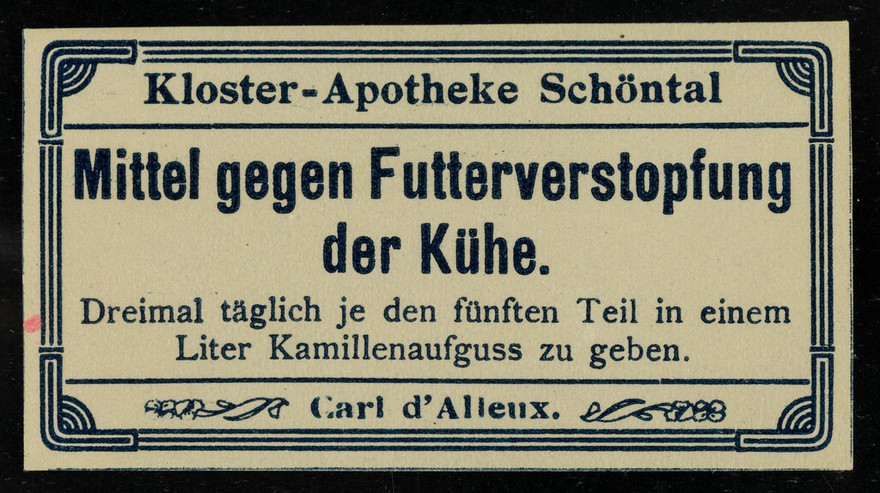 Kloster-Apotheke Schöntal
Mittel gegen Futterverstopfung
der Kühe.
Dreimal täglich je den fünften Teil in einem
Liter Kamillenaufguss zu geben.
Carl d'Alleux.